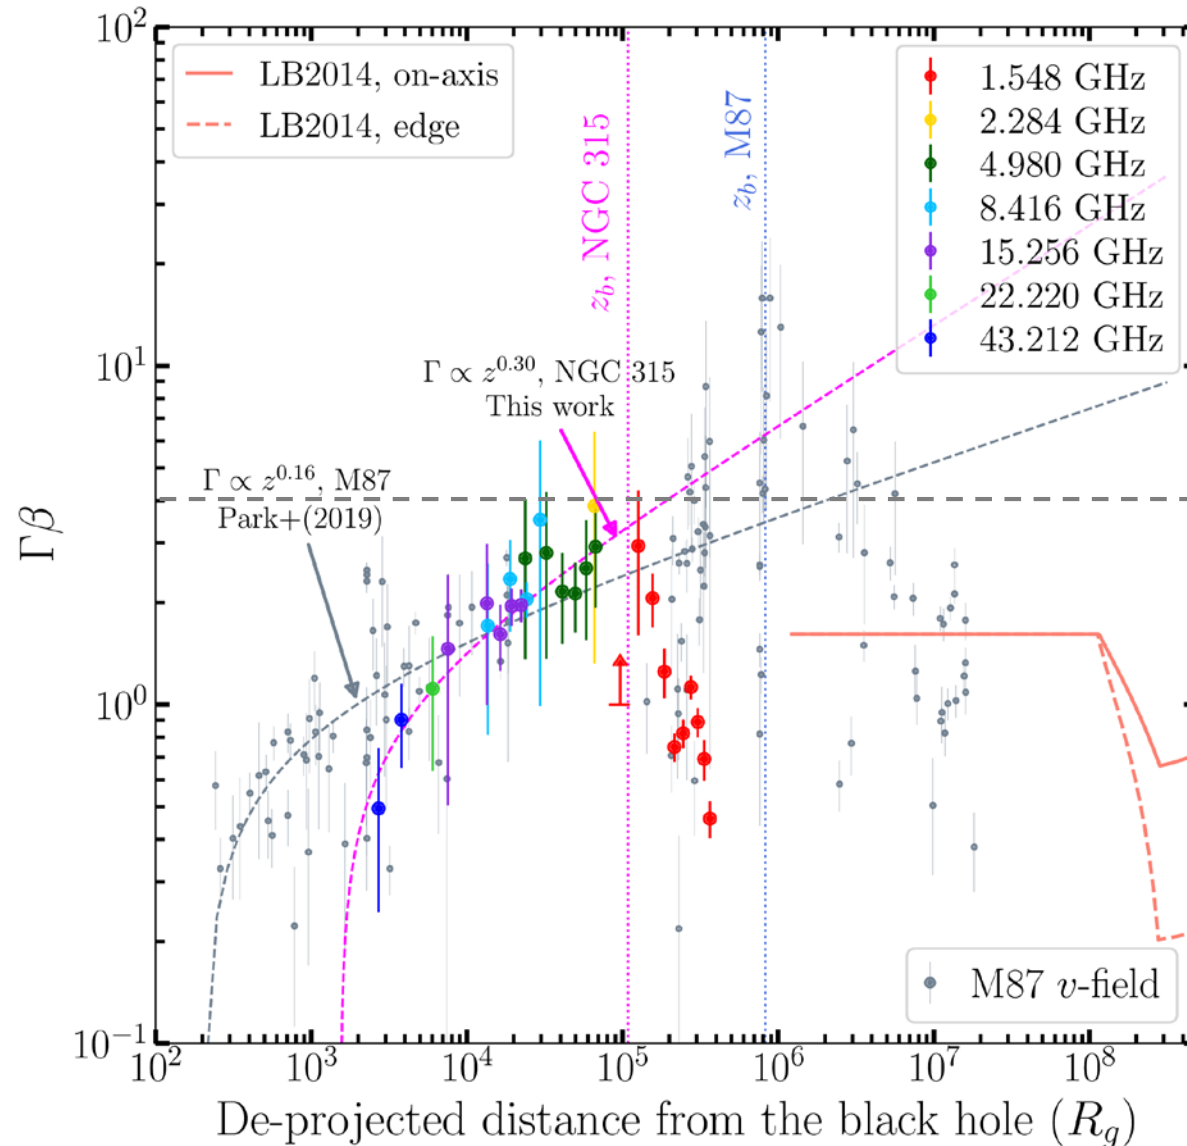 10²
10¹
10⁰
10⁻¹
LB2014, on-axis
LB2014, edge
z_b, NGC 315
z_b, M87
1.548 GHz
2.284 GHz
4.980 GHz
8.416 GHz
15.256 GHz
22.220 GHz
43.212 GHz
Γ ∝ z^0.30, NGC 315
This work
Γ ∝ z^0.16, M87
Park+(2019)
Γβ
M87 v-field
10² 10³ 10⁴ 10⁵ 10⁶ 10⁷ 10⁸
De-projected distance from the black hole (R_g)